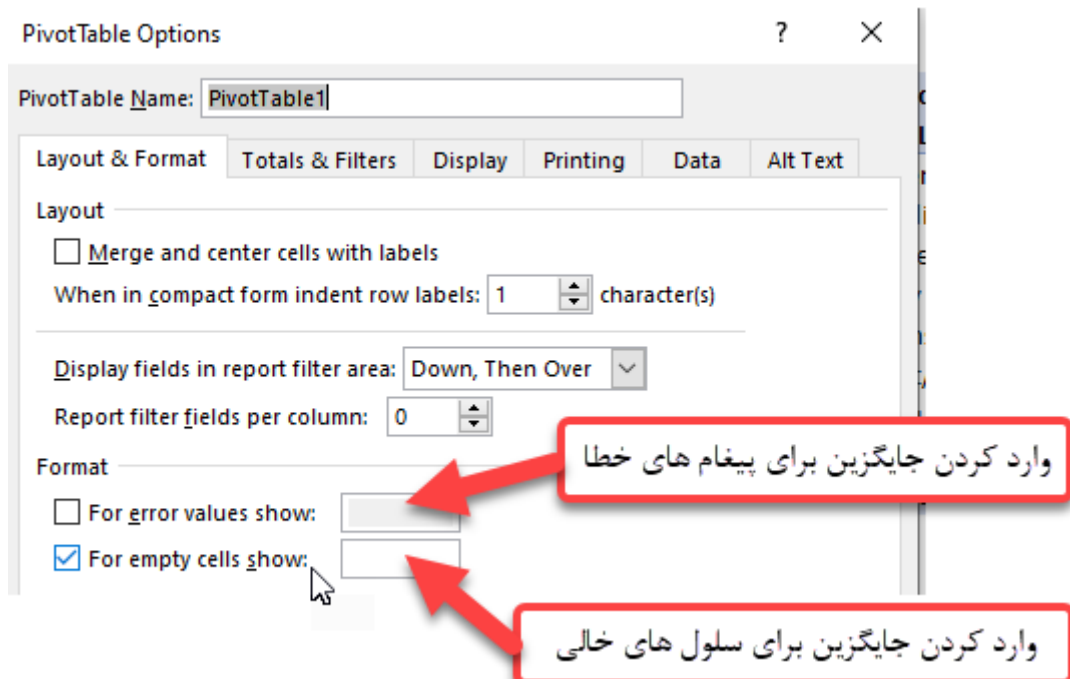 PivotTable Options ? ×
PivotTable Name: PivotTable1
Layout & Format Totals & Filters Display Printing Data Alt Text
Layout
Merge and center cells with labels
When in compact form indent row labels: 1 character(s)
Display fields in report filter area: Down, Then Over
Report filter fields per column: 0
وارد کردن جایگزین برای پیغام های خطا
Format
For error values show:
For empty cells show:
وارد کردن جایگزین برای سلول های خالی